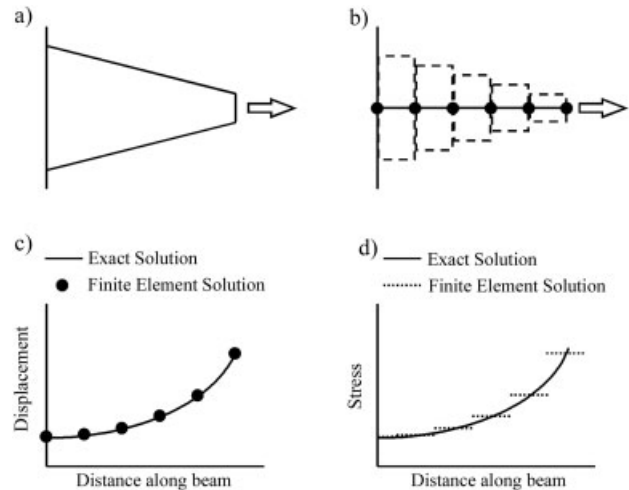 a)
b)
c)
Exact Solution
Finite Element Solution
Displacement
Distance along beam
d)
Exact Solution
Finite Element Solution
Stress
Distance along beam